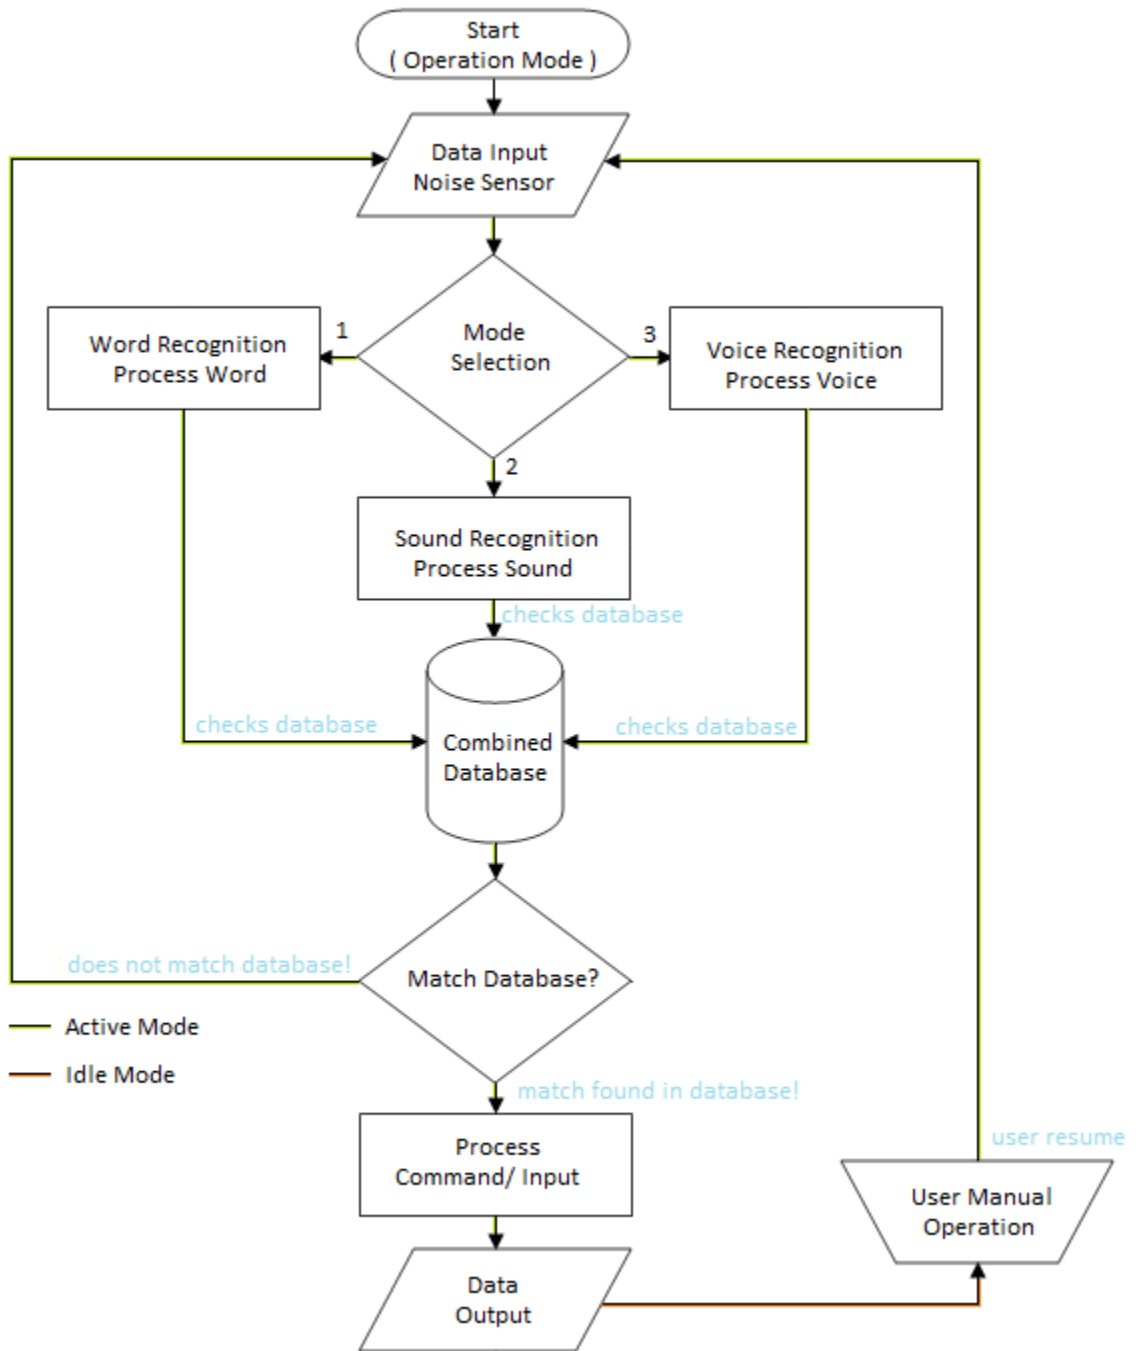 Start
( Operation Mode )
Data Input
Noise Sensor
Mode
Selection
1
Word Recognition
Process Word
3
Voice Recognition
Process Voice
2
Sound Recognition
Process Sound
checks database
checks database
checks database
Combined
Database
does not match database!
Match Database?
Active Mode
Idle Mode
match found in database!
Process
Command/ Input
user resume
User Manual
Operation
Data
Output